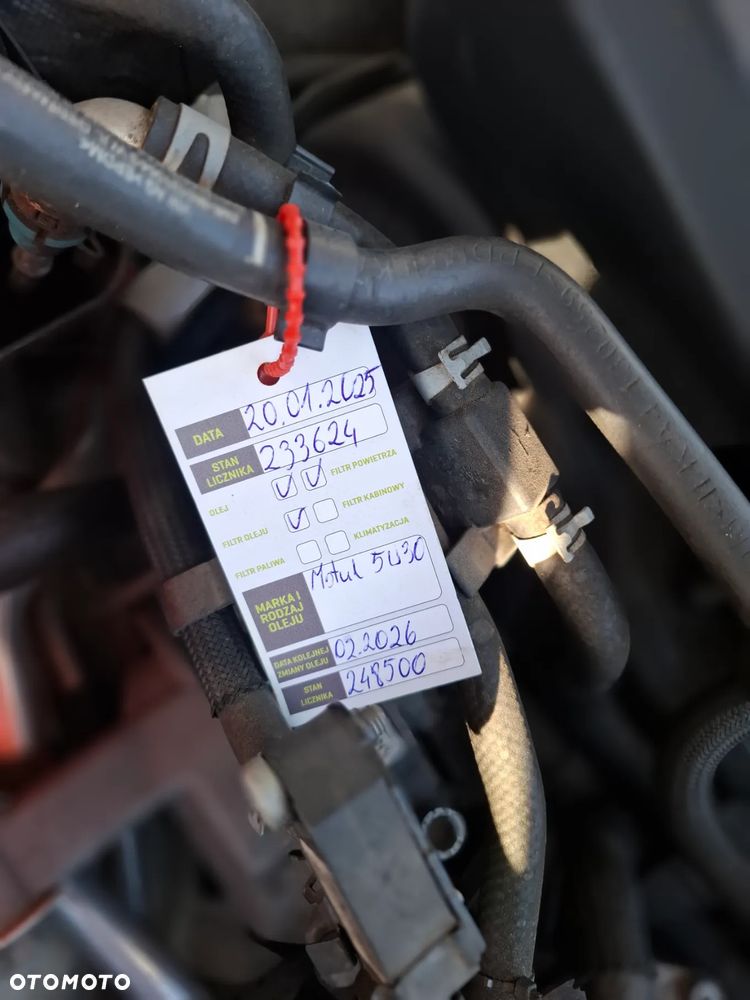 DATA 20.01.2025
STAN LICZNIKA 233624
OLEJ FILTR POWIETRZA
FILTR OLEJU FILTR KABINOWY
FILTR PALIWA KLIMATYZACJA
MARKA I RODZAJ OLEJU Motul 5W30
DATA KOLEJNEJ ZMIANY OLEJU 02.2026
STAN LICZNIKA 248500
OTOMOTO